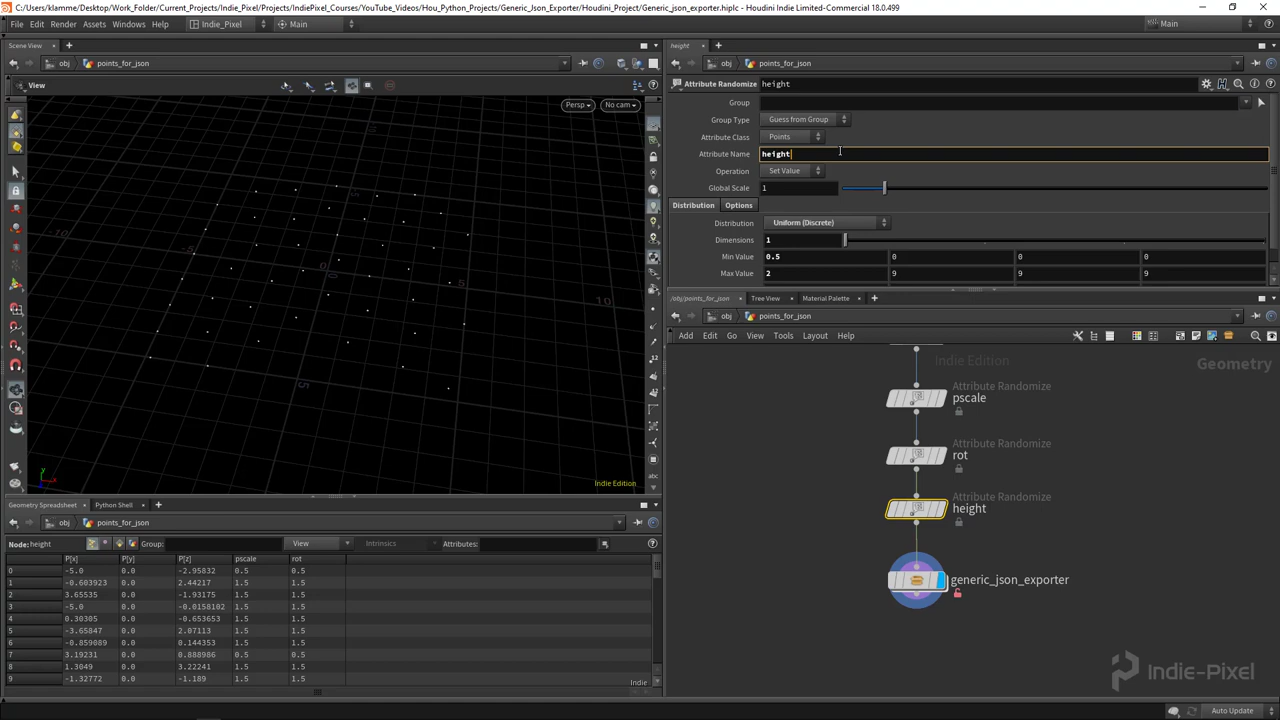 C:/Users/klamme/Desktop/Work_Folder/Current_Projects/Indie_Pixel/Projects/IndiePixel_Courses/YouTube_Videos/Hou_Python_Projects/Generic_Json_Exporter/Houdini_Project/Generic_json_exporter.hiplc - Houdini Indie Limited-Commercial 18.0.499
File Edit Render Assets Windows Help Indie_Pixel Main Main
Scene View
obj points_for_json
View
Persp No cam
-10 -5 0 5 10
Indie Edition
Geometry Spreadsheet Python Shell
obj points_for_json
Node:height Group: View Intrinsics Attributes:
P[x] P[y] P[z] pscale rot
0 -5.0 0.0 -2.95832 0.5 0.5
1 -0.603923 0.0 2.44217 1.5 1.5
2 3.65535 0.0 -1.93175 1.5 1.5
3 -5.0 0.0 -0.0158102 1.5 1.5
4 0.30305 0.0 -0.653653 1.5 1.5
5 -3.65847 0.0 2.07113 1.5 1.5
6 -0.859089 0.0 0.144353 1.5 1.5
7 3.19231 0.0 0.888986 1.5 1.5
8 1.3049 0.0 3.22241 1.5 1.5
9 -1.32772 0.0 -1.189 1.5 1.5
Indie
height
obj points_for_json
Attribute Randomize height
Group
Group Type Guess from Group
Attribute Class Points
Attribute Name height
Operation Set Value
Global Scale 1
Distribution Options
Distribution Uniform (Discrete)
Dimensions 1
Min Value 0.5 0 0 0
Max Value 2 9 9 9
/obj/points_for_json Tree View Material Palette
obj points_for_json
Add Edit Go View Tools Layout Help
Indie Edition
Geometry
Attribute Randomize
pscale
Attribute Randomize
rot
Attribute Randomize
height
generic_json_exporter
Indie-Pixel
Auto Update